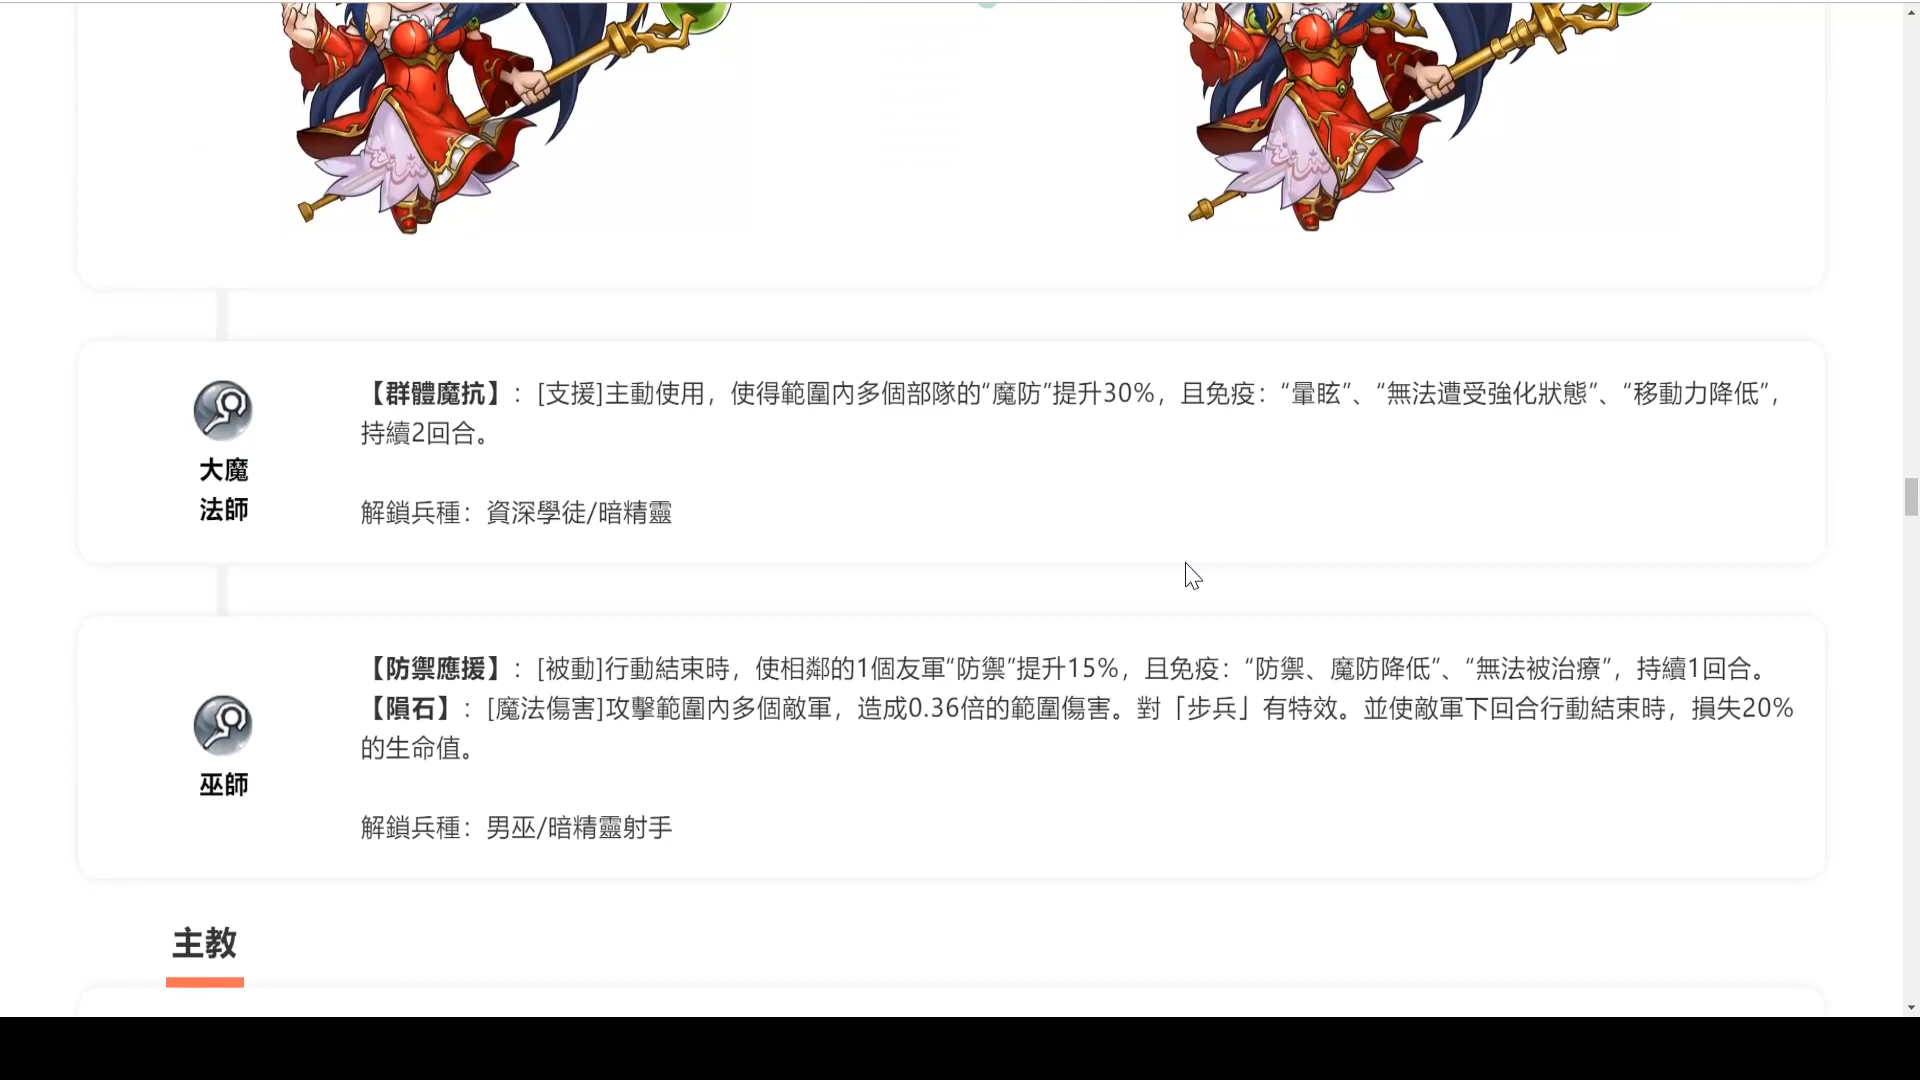 【群體魔抗】：[支援]主動使用，使得範圍內多個部隊的“魔防”提升30%，且免疫：“暈眩”、“無法遭受強化狀態”、“移動力降低”，
持續2回合。
大魔
法師
解鎖兵種：資深學徒/暗精靈
【防禦應援】：[被動]行動結束時，使相鄰的1個友軍“防禦”提升15%，且免疫：“防禦、魔防降低”、“無法被治療”，持續1回合。
【隕石】：[魔法傷害]攻擊範圍內多個敵軍，造成0.36倍的範圍傷害。對「步兵」有特效。並使敵軍下回合行動結束時，損失20%
的生命值。
巫師
解鎖兵種：男巫/暗精靈射手
主教